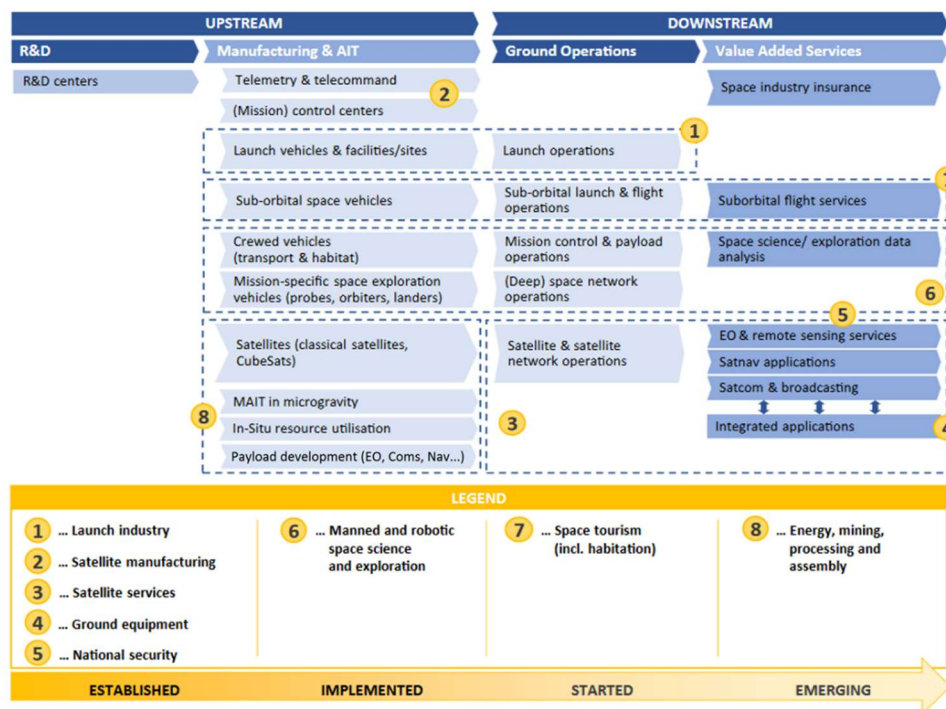 UPSTREAM
DOWNSTREAM
R&D
Manufacturing & AIT
Ground Operations
Value Added Services
R&D centers
Telemetry & telecommand
2
(Mission) control centers
Space industry insurance
1
Launch vehicles & facilities/sites
Launch operations
7
Sub-orbital space vehicles
Sub-orbital launch & flight
operations
Suborbital flight services
Crewed vehicles
(transport & habitat)
Mission control & payload
operations
Space science/ exploration data
analysis
Mission-specific space exploration
vehicles (probes, orbiters, landers)
(Deep) space network
operations
6
5
Satellites (classical satellites,
CubeSats)
Satellite & satellite
network operations
EO & remote sensing services
Satnav applications
Satcom & broadcasting
MAIT in microgravity
8
In-Situ resource utilisation
3
Integrated applications
4
Payload development (EO, Coms, Nav...)
LEGEND
1 ... Launch industry
2 ... Satellite manufacturing
3 ... Satellite services
4 ... Ground equipment
5 ... National security
6 ... Manned and robotic
space science
and exploration
7 ... Space tourism
(incl. habitation)
8 ... Energy, mining,
processing and
assembly
ESTABLISHED
IMPLEMENTED
STARTED
EMERGING